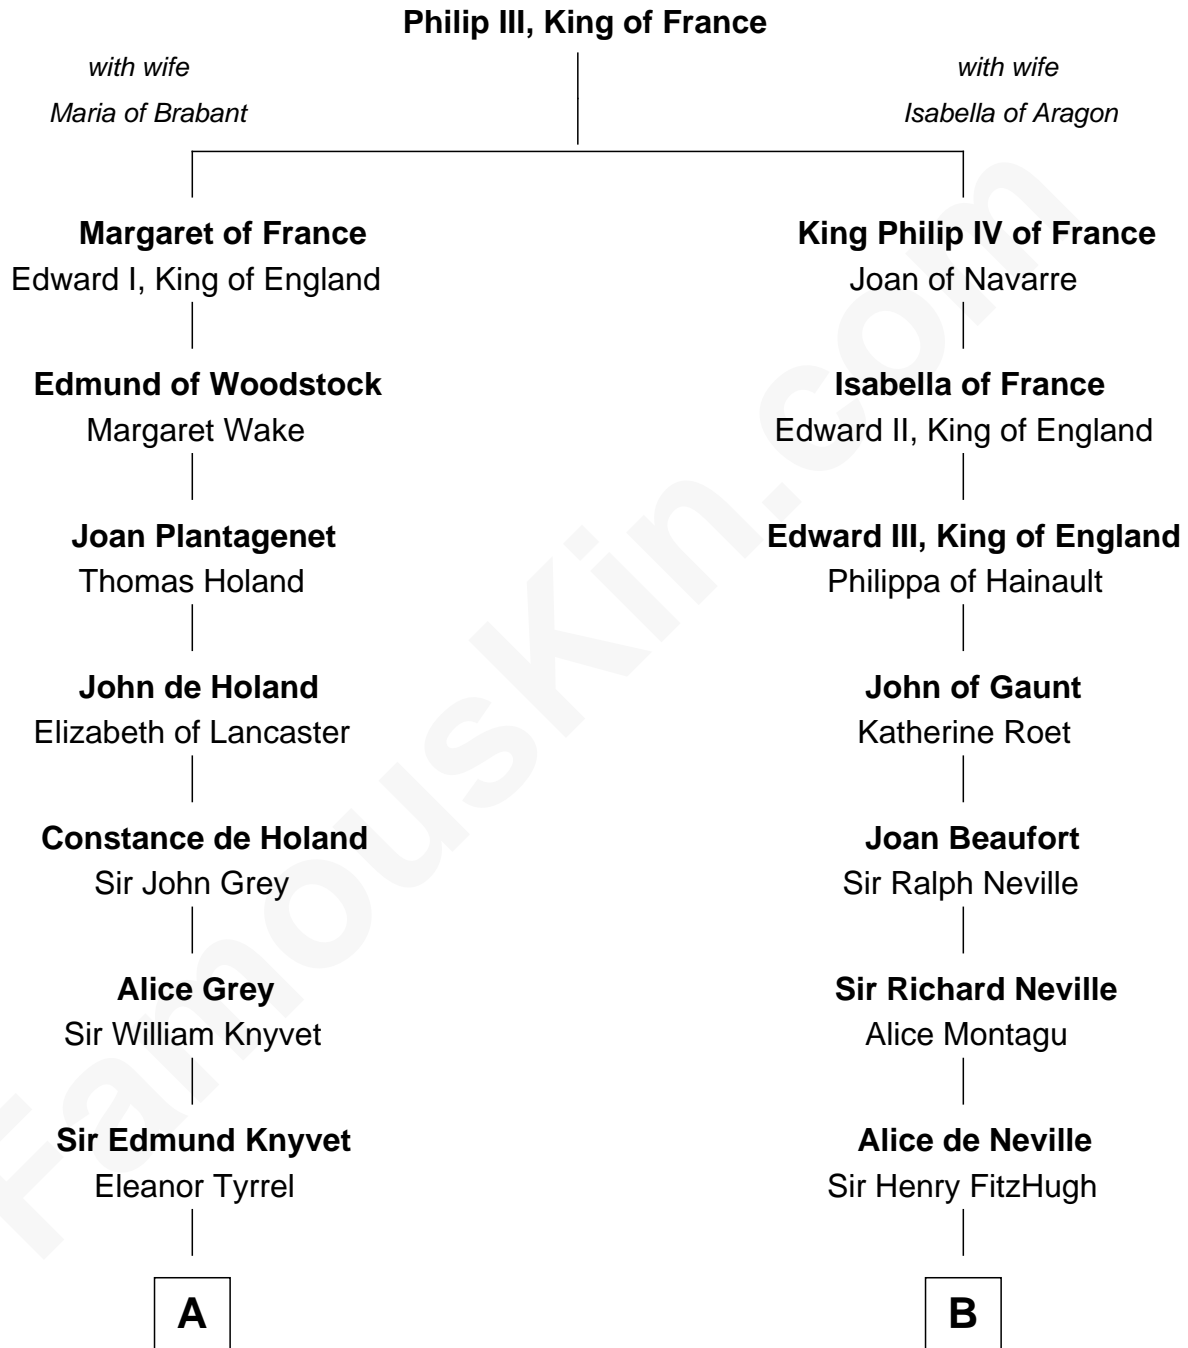 Philip III, King of France
with wife
Maria of Brabant
with wife
Isabella of Aragon
Margaret of France
Edward I, King of England
King Philip IV of France
Joan of Navarre
Edmund of Woodstock
Margaret Wake
Isabella of France
Edward II, King of England
Joan Plantagenet
Thomas Holand
Edward III, King of England
Philippa of Hainault
John de Holand
Elizabeth of Lancaster
John of Gaunt
Katherine Roet
Constance de Holand
Sir John Grey
Joan Beaufort
Sir Ralph Neville
Alice Grey
Sir William Knyvet
Sir Richard Neville
Alice Montagu
Sir Edmund Knyvet
Eleanor Tyrrel
Alice de Neville
Sir Henry FitzHugh
A
B
FamousKin.com